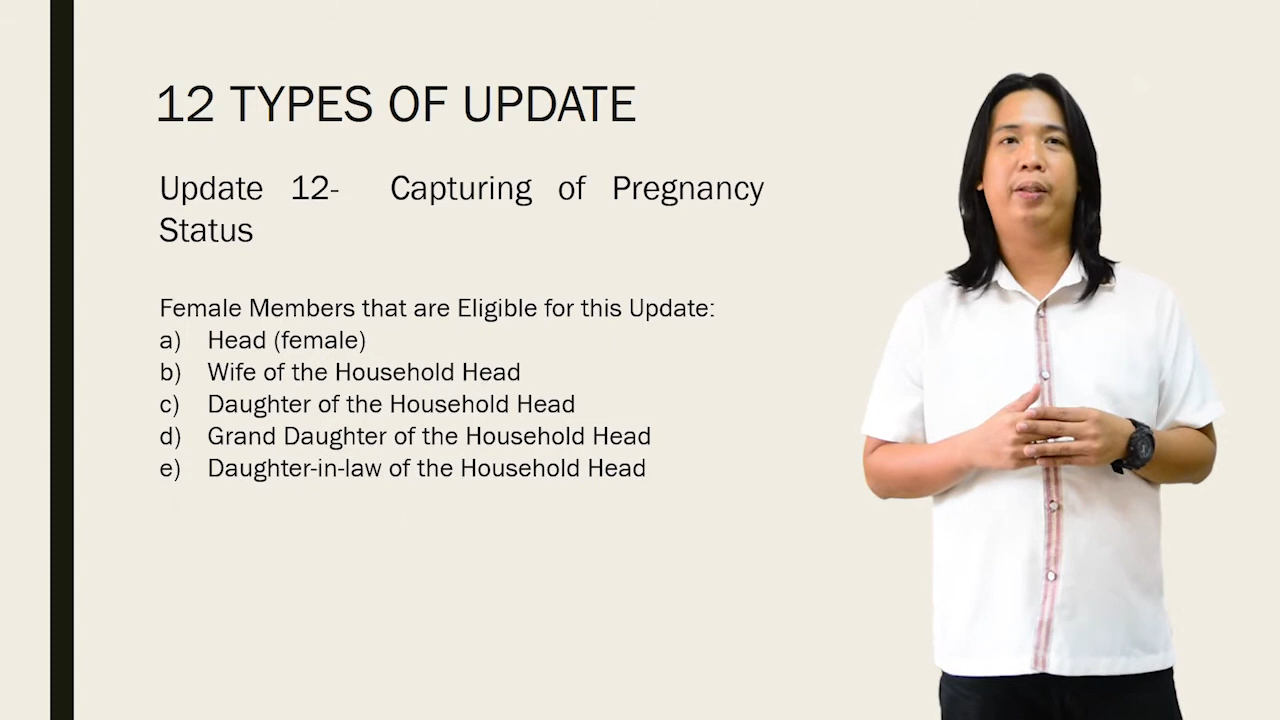 12 TYPES OF UPDATE
Update 12- Capturing of Pregnancy
Status
Female Members that are Eligible for this Update:
a) Head (female)
b) Wife of the Household Head
c) Daughter of the Household Head
d) Grand Daughter of the Household Head
e) Daughter-in-law of the Household Head